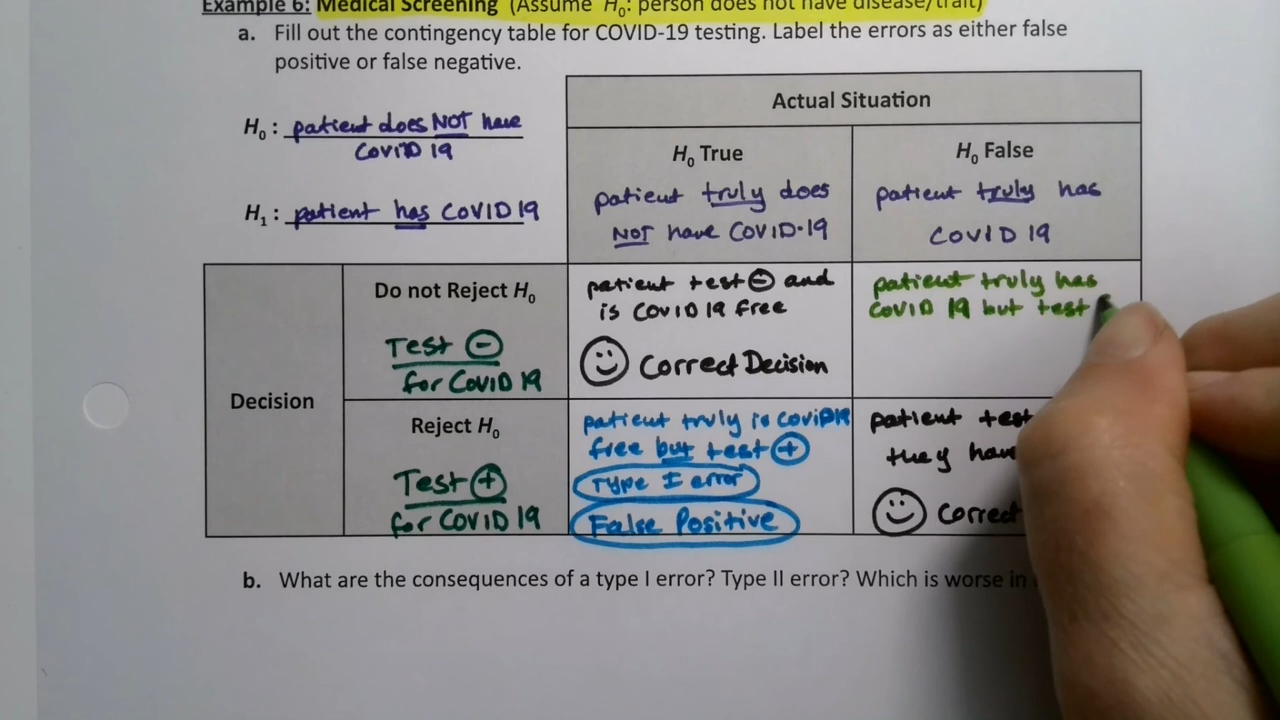 Example 6: Medical Screening (Assume H₀: person does not have disease/trait)
a. Fill out the contingency table for COVID-19 testing. Label the errors as either false
positive or false negative.
H₀ : patient does NOT have
COVID 19
H₁ : patient has COVID 19
Actual Situation
H₀ True
patient truly does
NOT have COVID-19
H₀ False
patient truly has
COVID 19
Decision
Do not Reject H₀
Test ⊖
for COVID 19
patient test ⊖ and
is COVID 19 free
☺ Correct Decision
patient truly has
COVID 19 but test
Reject H₀
Test ⊕
for COVID 19
patient truly is COVID19
free but test ⊕
Type I error
False Positive
patient test
they have
☺ Correct
b. What are the consequences of a type I error? Type II error? Which is worse in